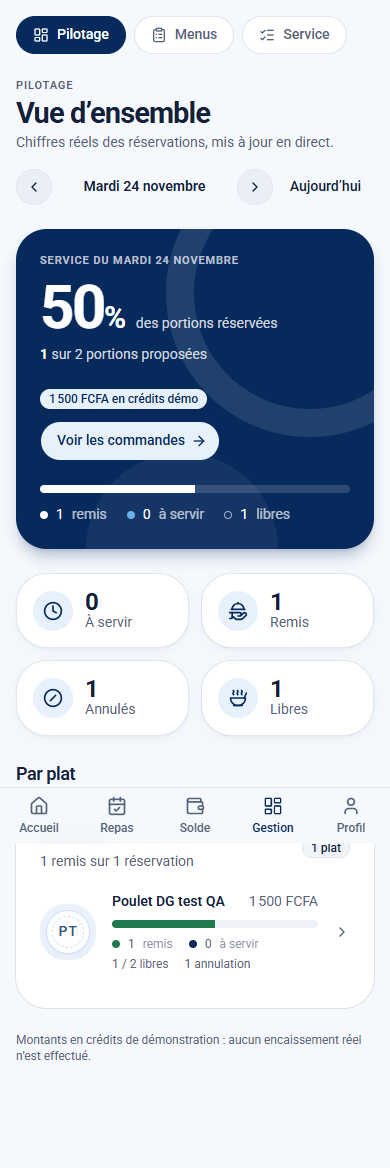 Pilotage Menus Service
PILOTAGE
Vue d’ensemble
Chiffres réels des réservations, mis à jour en direct.
Mardi 24 novembre Aujourd’hui
SERVICE DU MARDI 24 NOVEMBRE
50% des portions réservées
1 sur 2 portions proposées
1 500 FCFA en crédits démo
Voir les commandes
1 remis 0 à servir 1 libres
0
À servir
1
Remis
1
Annulés
1
Libres
Par plat
Accueil Repas Solde Gestion Profil
1 plat
1 remis sur 1 réservation
PT
Poulet DG test QA 1 500 FCFA
1 remis 0 à servir
1 / 2 libres 1 annulation
Montants en crédits de démonstration : aucun encaissement réel
n’est effectué.